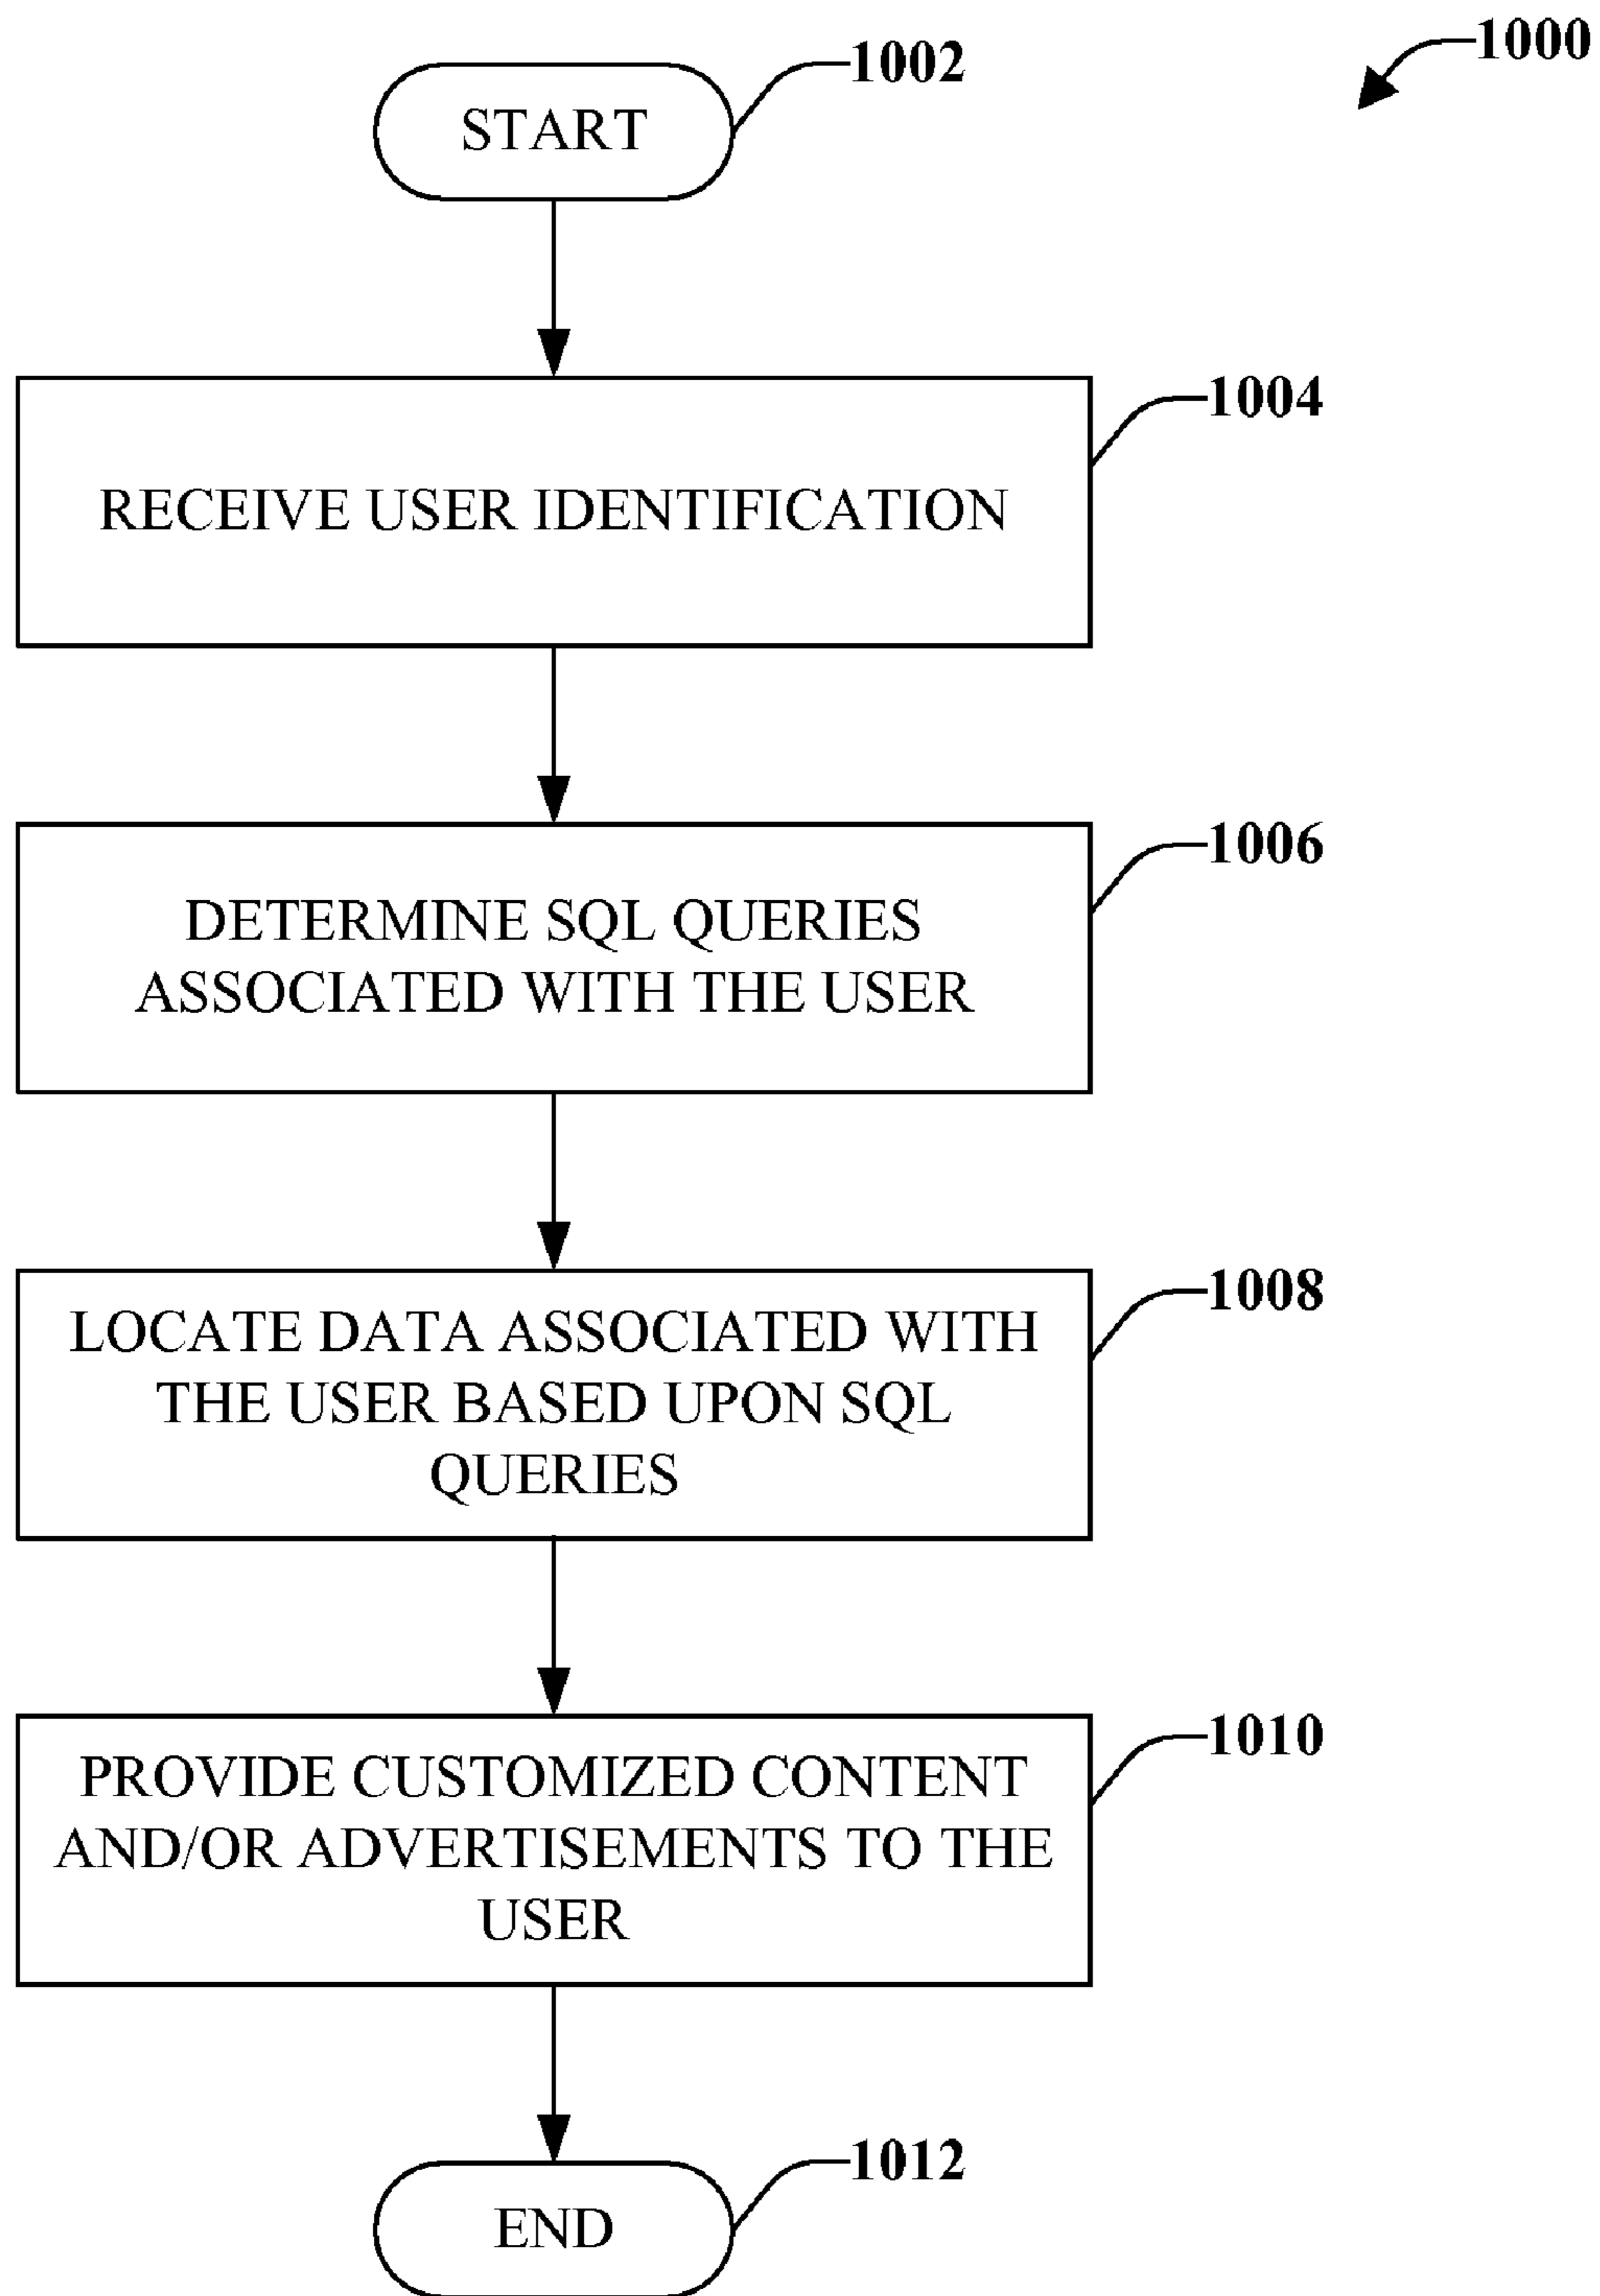 1000
1002
START
1004
RECEIVE USER IDENTIFICATION
1006
DETERMINE SQL QUERIES
ASSOCIATED WITH THE USER
1008
LOCATE DATA ASSOCIATED WITH
THE USER BASED UPON SQL
QUERIES
1010
PROVIDE CUSTOMIZED CONTENT
AND/OR ADVERTISEMENTS TO THE
USER
1012
END